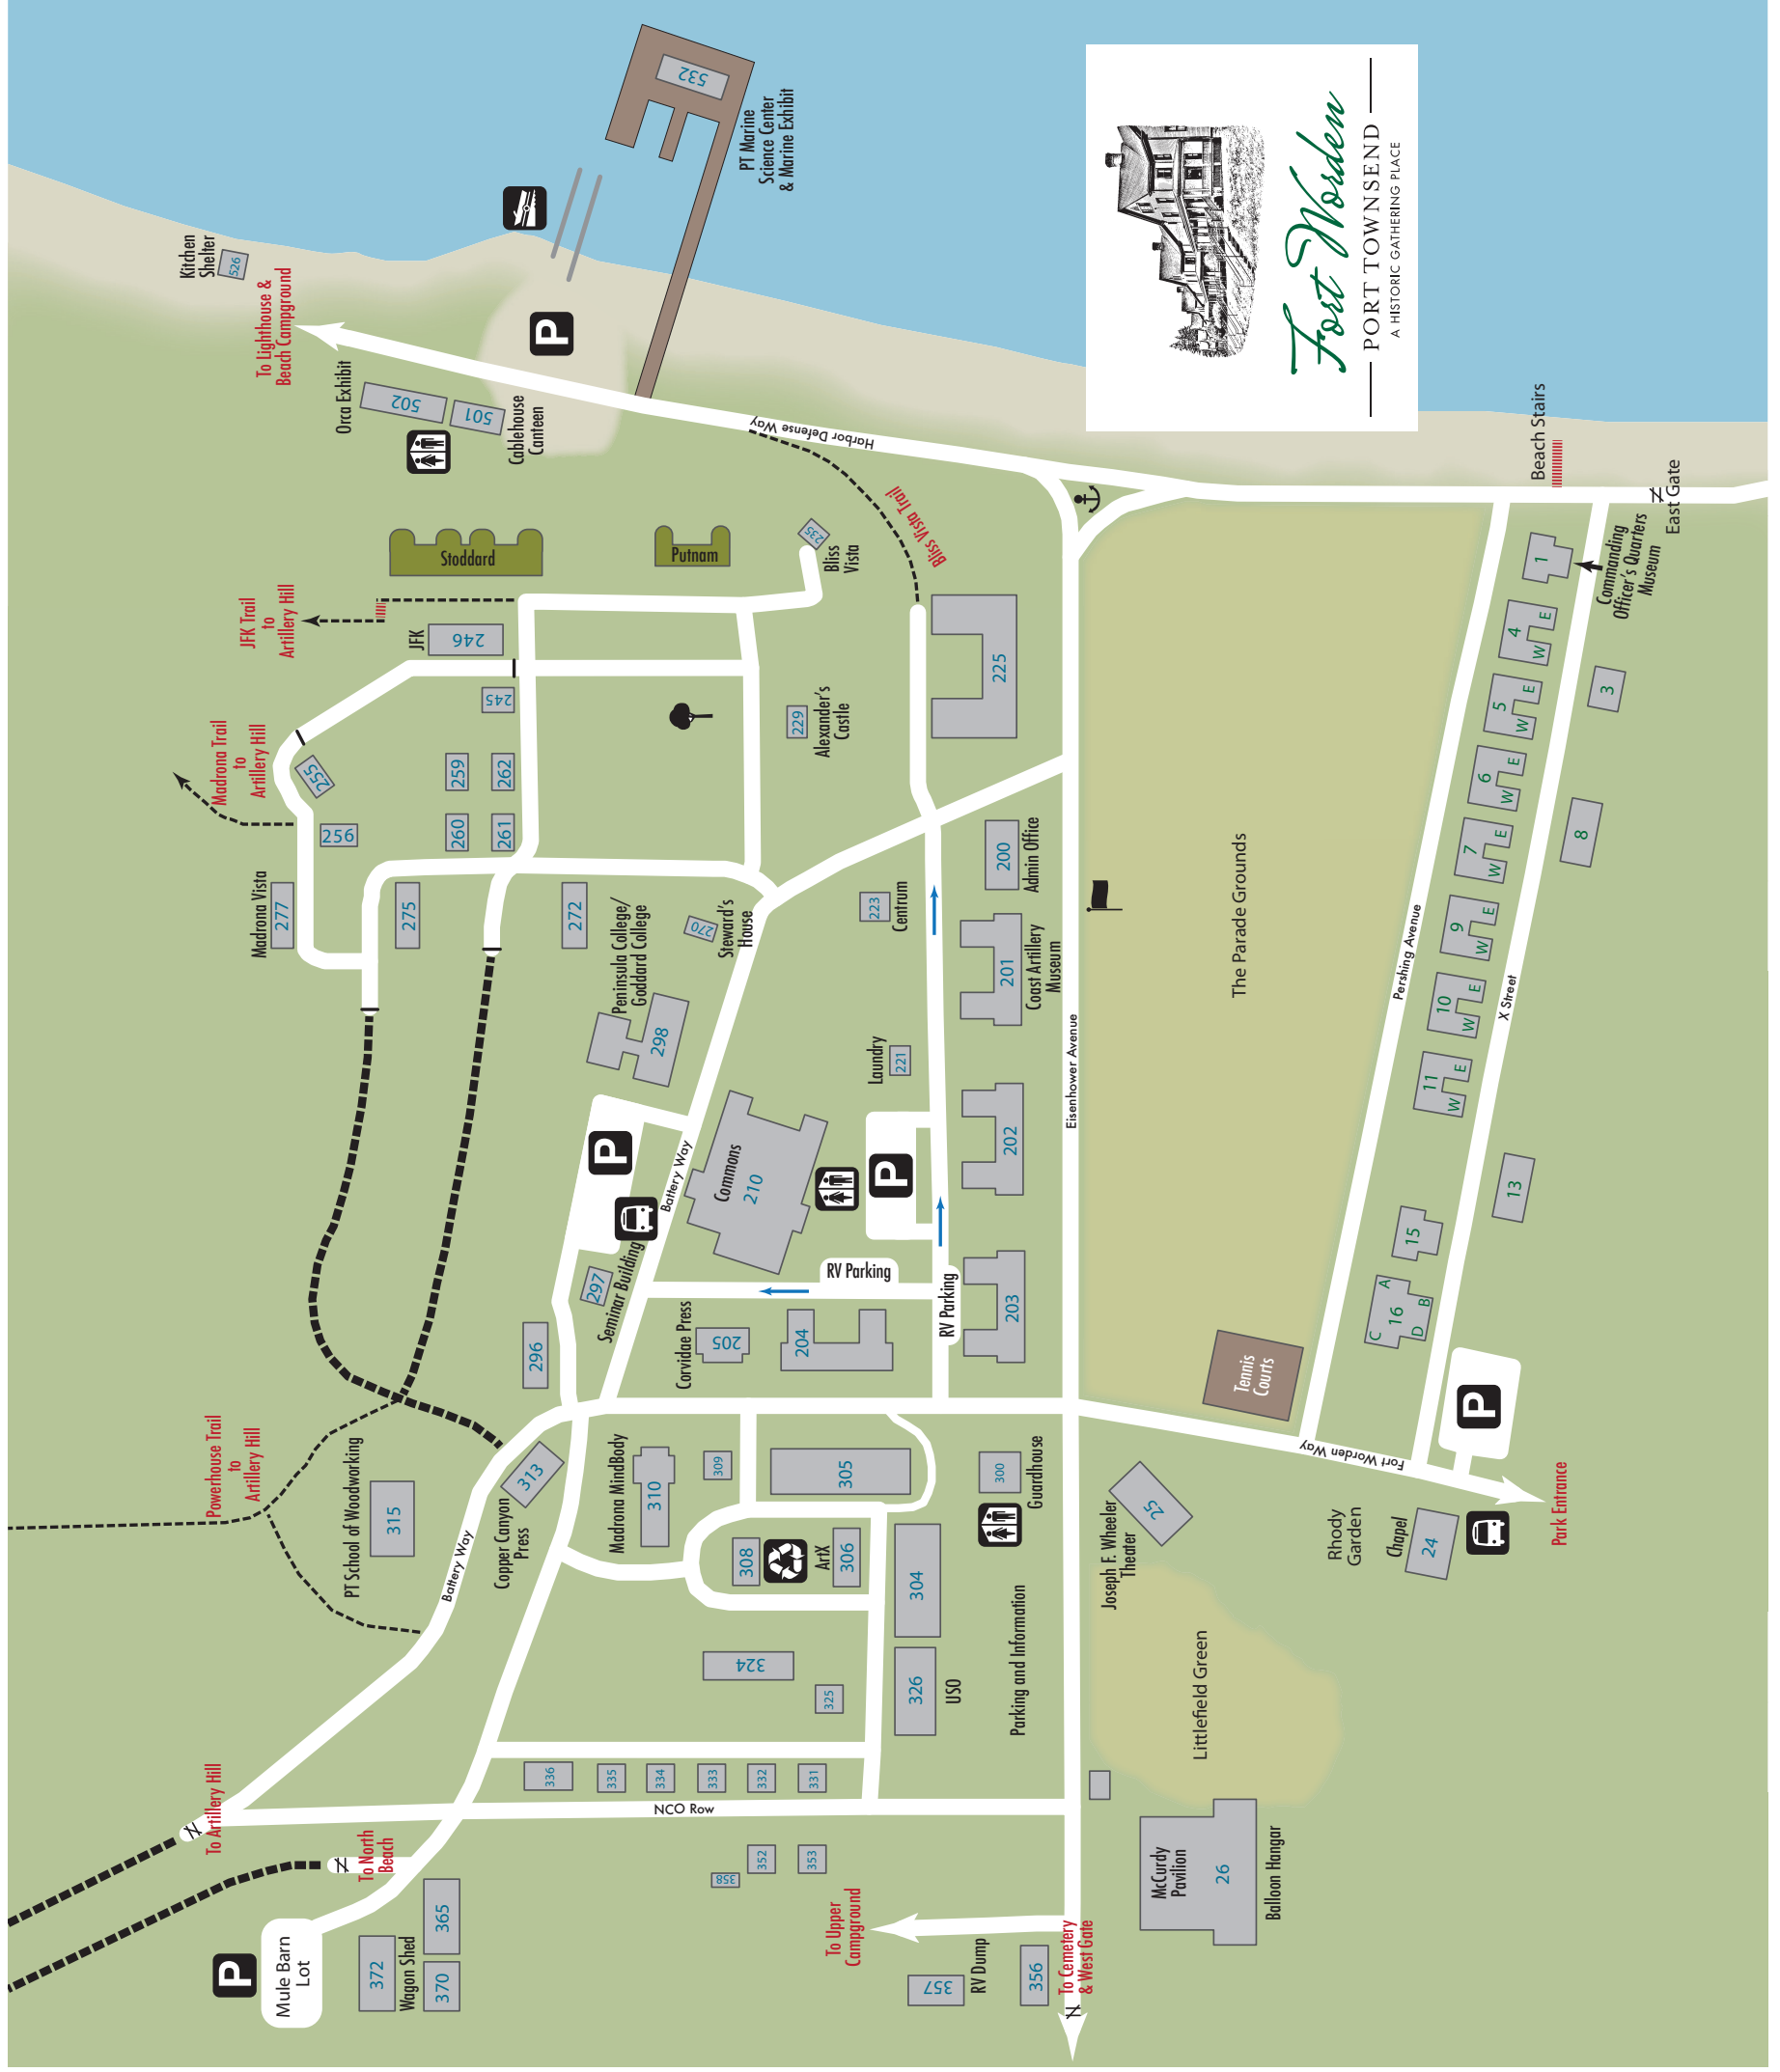 Fort Worden
PORT TOWNSEND
A HISTORIC GATHERING PLACE
Mule Barn
Lot
P
372
Wagon Shed
365
370
To Artillery Hill
To North
Beach
Battery Way
PT School of Woodworking
315
Powerhouse Trail
to
Artillery Hill
Copper Canyon
Press
313
Madrona MindBody
310
309
305
308
ArtX
306
304
324
325
326
USO
300
Guardhouse
Parking and Information
336
335
334
333
332
331
NCO Row
352
353
358
To Upper
Campground
357
RV Dump
356
To Cemetery
& West Gate
McCurdy
Pavilion
26
Balloon Hangar
Littlefield Green
Joseph F. Wheeler
Theater
25
Rhody
Garden
Chapel
24
Park Entrance
Fort Worden Way
P
Tennis
Courts
296
297
Seminar Building
P
Battery Way
Corvidae Press
205
204
RV Parking
RV Parking
Commons
210
P
203
202
201
Coast Artillery
Museum
200
Admin Office
Laundry
221
223
Centrum
Eisenhower Avenue
298
Peninsula College/
Goddard College
270
Steward's
House
272
275
Madrona Vista
277
256
255
Madrona Trail
to
Artillery Hill
260
259
261
262
245
JFK
246
JFK Trail
to
Artillery Hill
Stoddard
Putnam
235
Bliss
Vista
229
Alexander's
Castle
225
Bliss Vista Trail
Harbor Defense Way
Orca Exhibit
502
501
Cablehouse
Canteen
P
To Lighthouse &
Beach Campground
Kitchen
Shelter
526
532
PT Marine
Science Center
& Marine Exhibit
The Parade Grounds
Pershing Avenue
X Street
C
16
A
D
B
15
13
11
W
E
10
W
E
9
W
E
8
7
W
E
6
W
E
5
W
E
4
W
E
3
1
Commanding
Officer's Quarters
Museum
Beach Stairs
East Gate